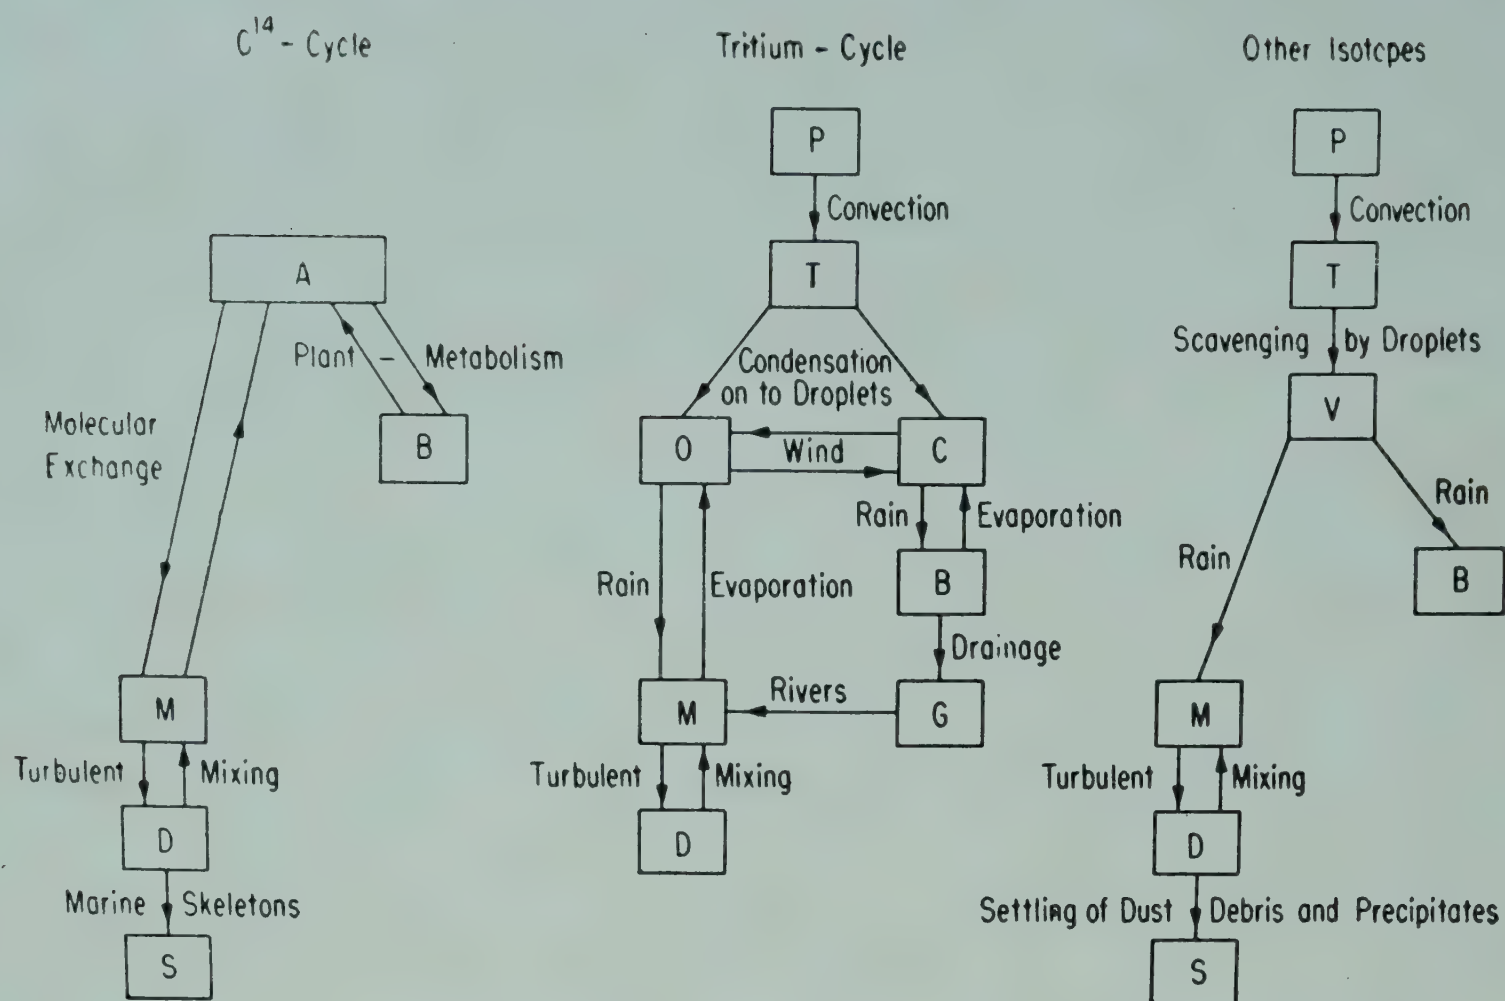 C14 - Cycle
A
Plant - Metabolism
Molecular
Exchange
B
M
Turbulent Mixing
D
Marine Skeletons
S
Tritium - Cycle
P
Convection
T
Condensation
on to Droplets
O
Wind
C
Rain
Evaporation
B
Rain
Evaporation
Drainage
M
Rivers
G
Turbulent Mixing
D
Other Isotcpes
P
Convection
T
Scavenging by Droplets
V
Rain
Rain
B
M
Turbulent Mixing
D
Settling of Dust Debris and Precipitates
S